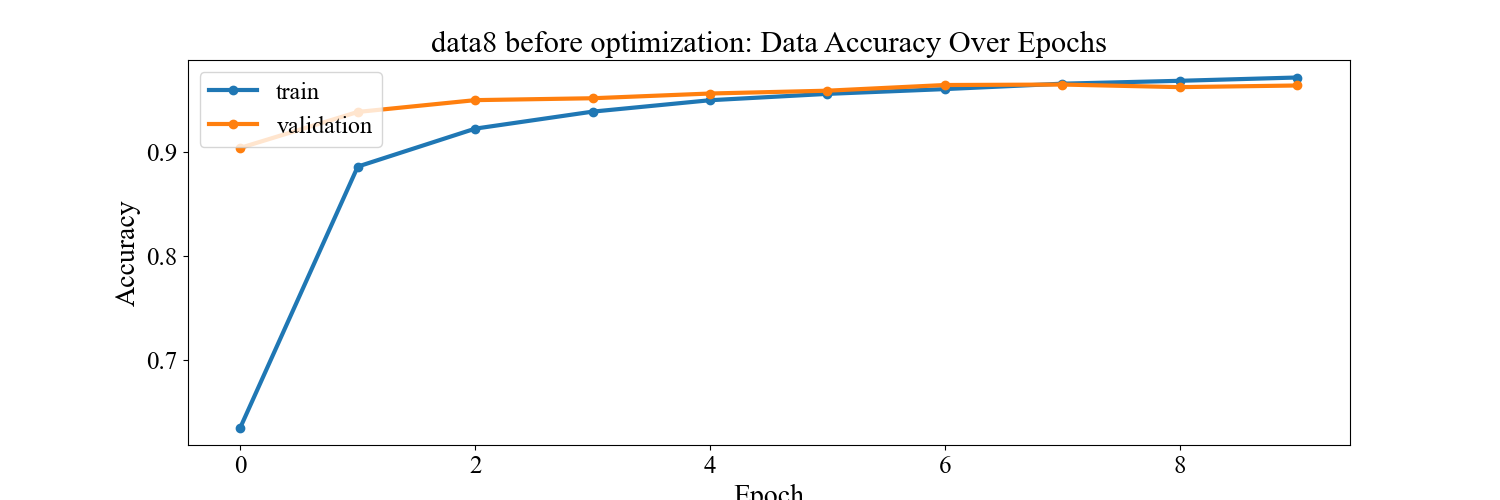 data8 before optimization: Data Accuracy Over Epochs
train
validation
0.9
0.8
0.7
Accuracy
0 2 4 6 8
Epoch